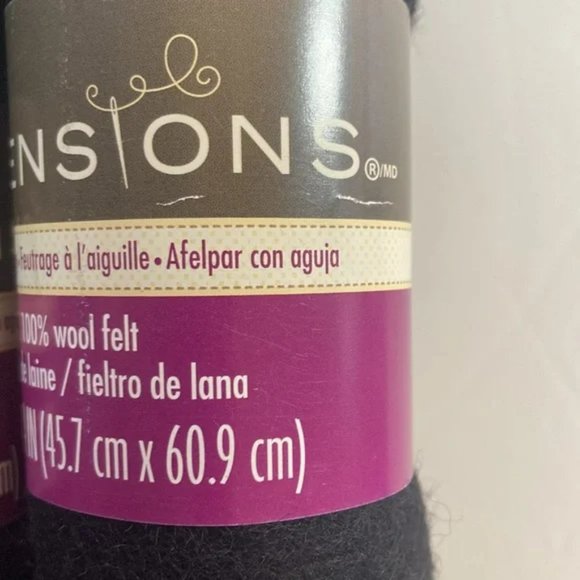 ENSIONS®/MD
Feutrage à l'aiguille • Afelpar con aguja
100% wool felt
laine / fieltro de lana
IN (45.7 cm x 60.9 cm)